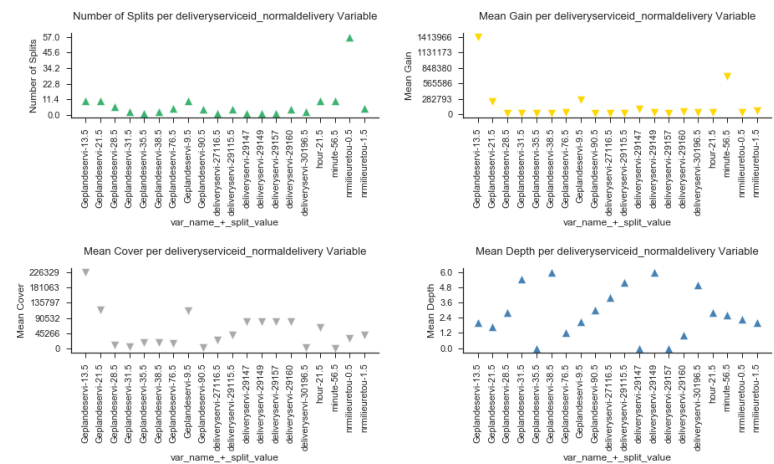 Number of Splits per deliveryserviceid_normaldelivery Variable
57.0
45.6
34.2
22.8
11.4
0.0
Number of Splits
Geplandeservi-13.5
Geplandeservi-21.5
Geplandeservi-28.5
Geplandeservi-31.5
Geplandeservi-35.5
Geplandeservi-38.5
Geplandeservi-76.5
Geplandeservi-9.5
Geplandeservi-90.5
deliveryservi-27116.5
deliveryservi-29115.5
deliveryservi-29147
deliveryservi-29149
deliveryservi-29157
deliveryservi-29160
deliveryservi-30196.5
hour-21.5
minute-56.5
nrmilieuretou-0.5
nrmilieuretou-1.5
var_name_+_split_value
Mean Gain per deliveryserviceid_normaldelivery Variable
1413966
1131173
848380
565586
282793
0
Mean Gain
Geplandeservi-13.5
Geplandeservi-21.5
Geplandeservi-28.5
Geplandeservi-31.5
Geplandeservi-35.5
Geplandeservi-38.5
Geplandeservi-76.5
Geplandeservi-9.5
Geplandeservi-90.5
deliveryservi-27116.5
deliveryservi-29115.5
deliveryservi-29147
deliveryservi-29149
deliveryservi-29157
deliveryservi-29160
deliveryservi-30196.5
hour-21.5
minute-56.5
nrmilieuretou-0.5
nrmilieuretou-1.5
var_name_+_split_value
Mean Cover per deliveryserviceid_normaldelivery Variable
226329
181063
135797
90532
45266
0
Mean Cover
Geplandeservi-13.5
Geplandeservi-21.5
Geplandeservi-28.5
Geplandeservi-31.5
Geplandeservi-35.5
Geplandeservi-38.5
Geplandeservi-76.5
Geplandeservi-9.5
Geplandeservi-90.5
deliveryservi-27116.5
deliveryservi-29115.5
deliveryservi-29147
deliveryservi-29149
deliveryservi-29157
deliveryservi-29160
deliveryservi-30196.5
hour-21.5
minute-56.5
nrmilieuretou-0.5
nrmilieuretou-1.5
var_name_+_split_value
Mean Depth per deliveryserviceid_normaldelivery Variable
6.0
4.8
3.6
2.4
1.2
0.0
Mean Depth
Geplandeservi-13.5
Geplandeservi-21.5
Geplandeservi-28.5
Geplandeservi-31.5
Geplandeservi-35.5
Geplandeservi-38.5
Geplandeservi-76.5
Geplandeservi-9.5
Geplandeservi-90.5
deliveryservi-27116.5
deliveryservi-29115.5
deliveryservi-29147
deliveryservi-29149
deliveryservi-29157
deliveryservi-29160
deliveryservi-30196.5
hour-21.5
minute-56.5
nrmilieuretou-0.5
nrmilieuretou-1.5
var_name_+_split_value